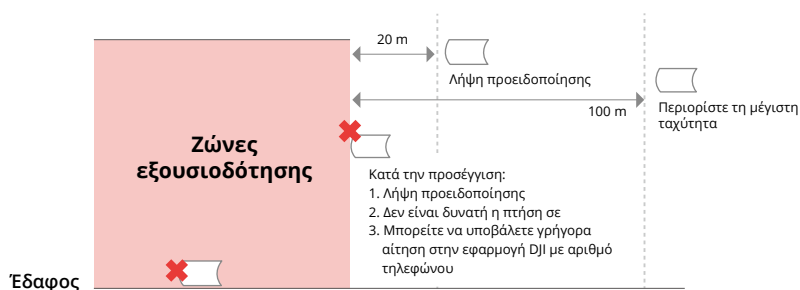 20 m
Λήψη προειδοποίησης
100 m
Περιορίστε τη μέγιστη
ταχύτητα
Ζώνες
εξουσιοδότησης
Κατά την προσέγγιση:
1. Λήψη προειδοποίησης
2. Δεν είναι δυνατή η πτήση σε
3. Μπορείτε να υποβάλετε γρήγορα
αίτηση στην εφαρμογή DJI με αριθμό
τηλεφώνου
Έδαφος